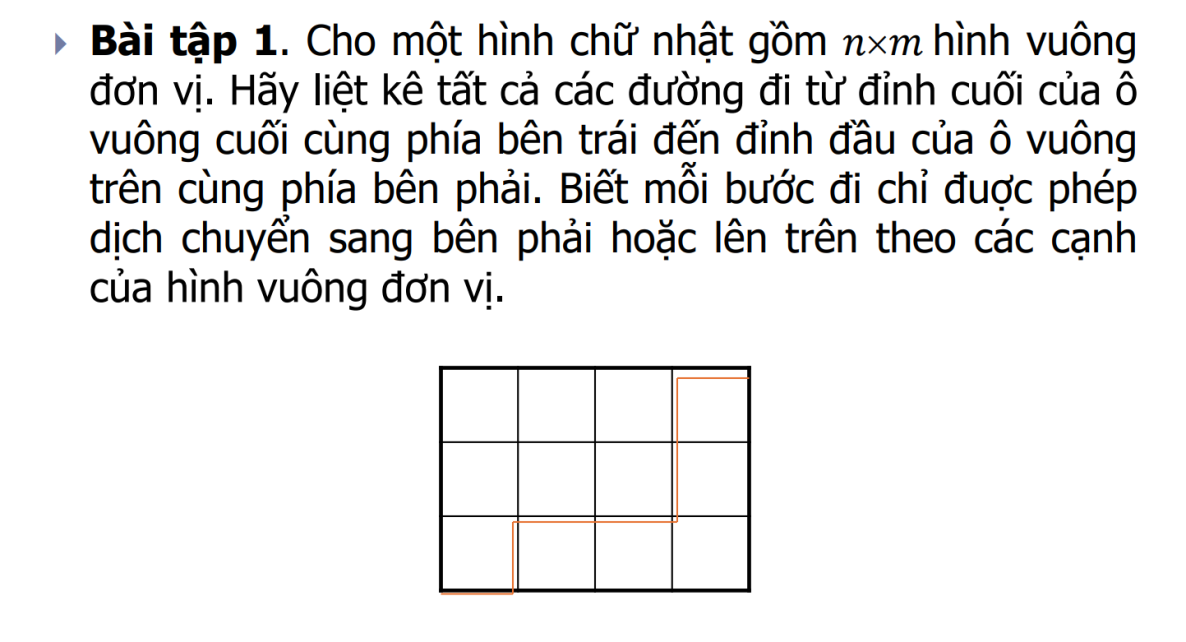 Bài tập 1. Cho một hình chữ nhật gồm n×m hình vuông
đơn vị. Hãy liệt kê tất cả các đường đi từ đỉnh cuối của ô
vuông cuối cùng phía bên trái đến đỉnh đầu của ô vuông
trên cùng phía bên phải. Biết mỗi bước đi chỉ đuợc phép
dịch chuyển sang bên phải hoặc lên trên theo các cạnh
của hình vuông đơn vị.